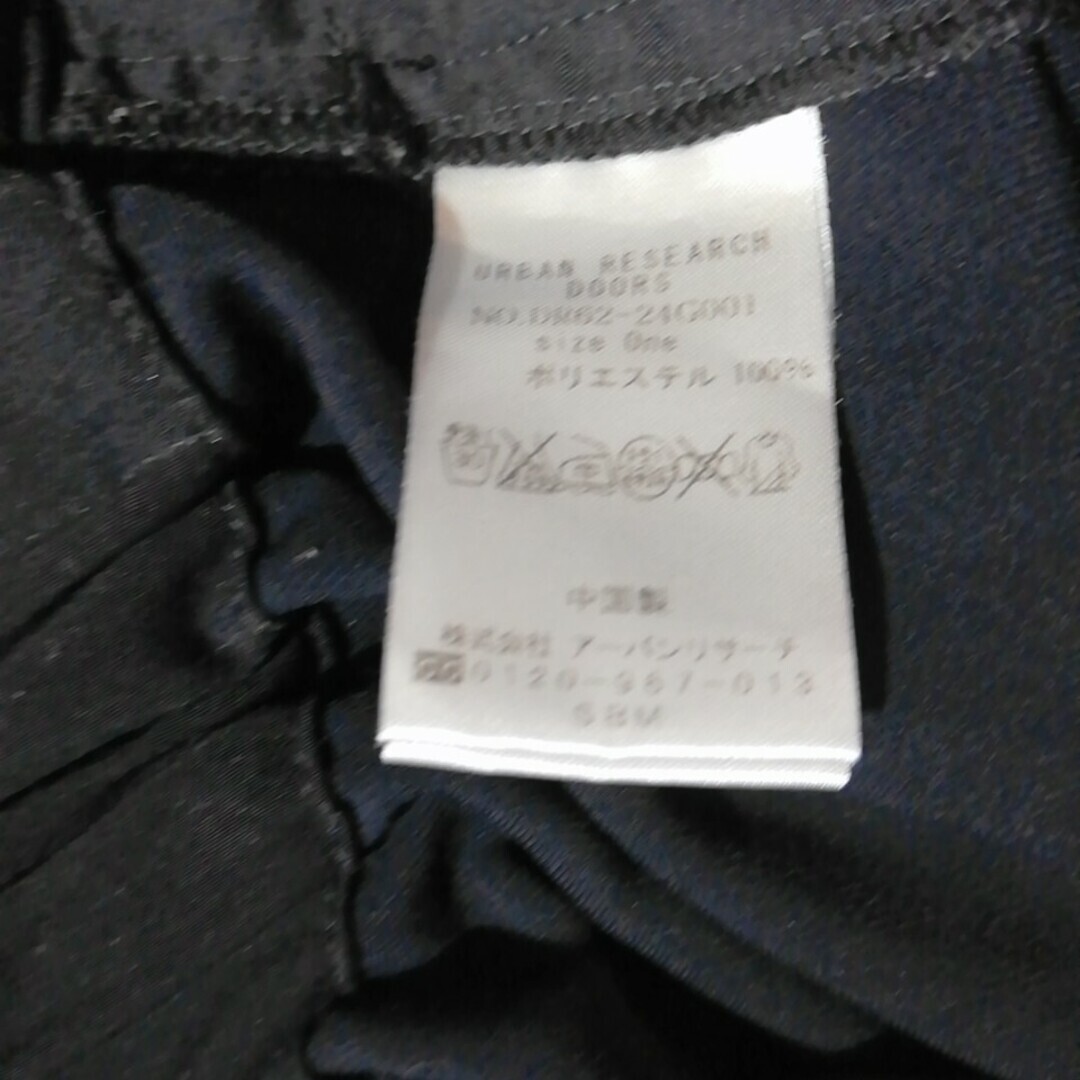 URBAN RESEARCH
DOORS
NO.DR62-24G001
size One
ポリエステル 100%
中国製
株式会社 アーバンリサーチ
0120-967-013
SBM